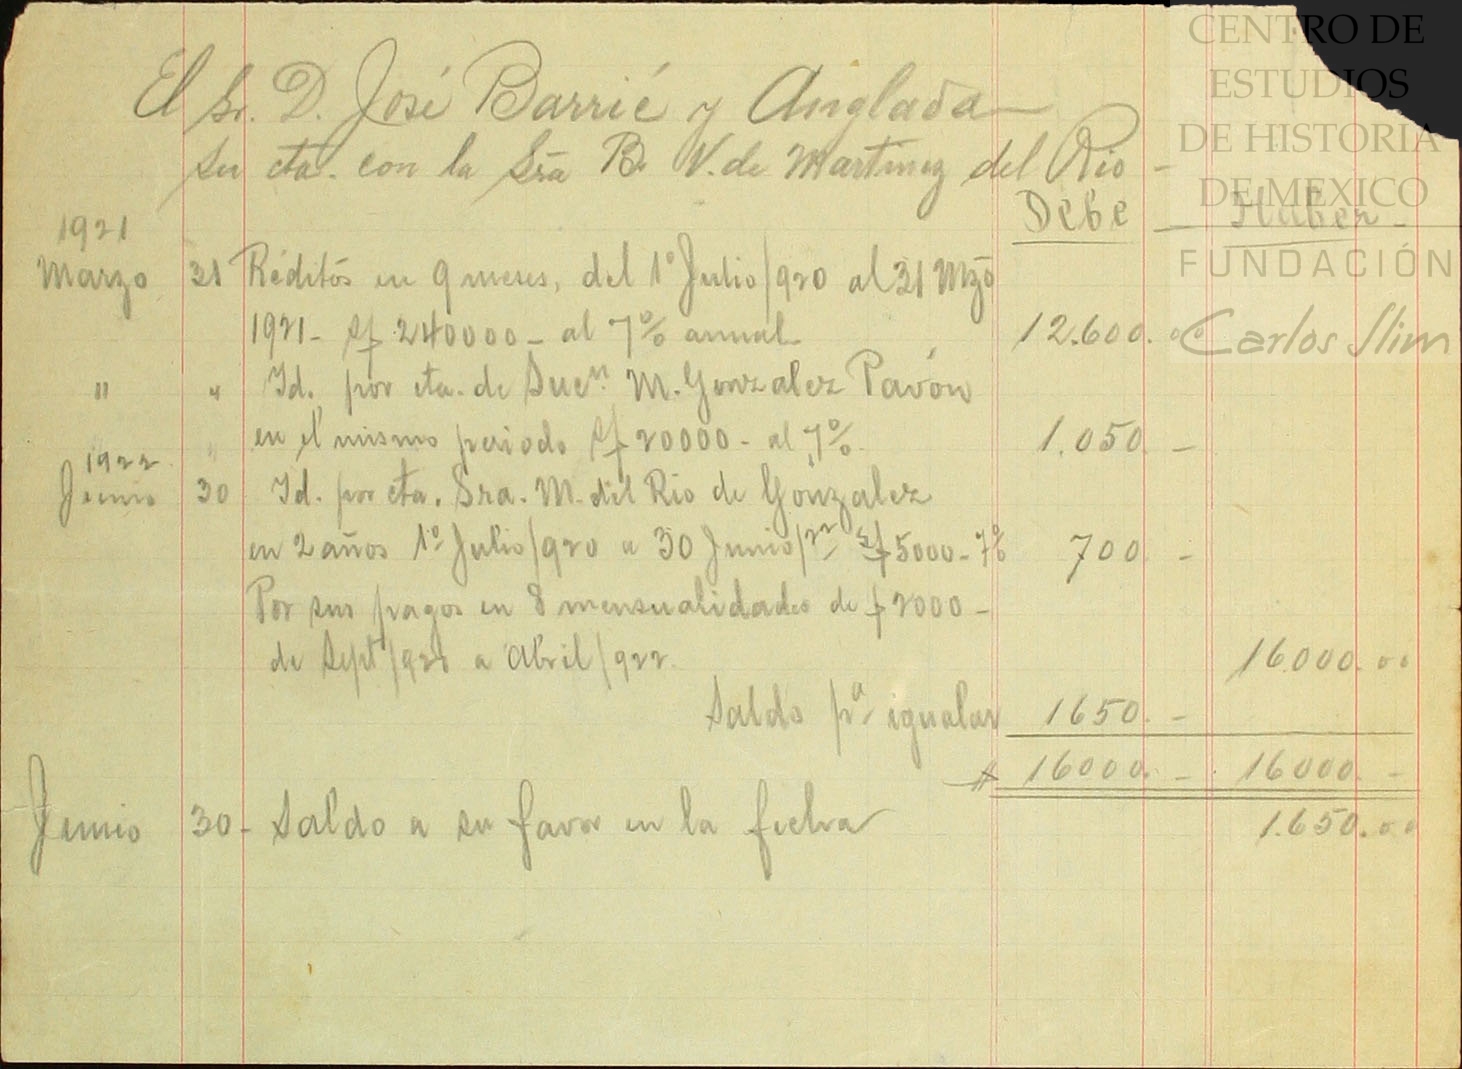 CENTRO DE
ESTUDIOS
DE HISTORIA
DE MEXICO
FUNDACIÓN
Carlos Slim
El Sr. D. José Barrié y Anglada
su cta. con la Sra B. V. de Martinez del Rio -
Debe - Haber -
1921
Marzo 31 Réditos en 9 meses, del 1º Julio/920 al 31 Mzo
1921 - s/ 240000 - al 7% anual 12.600.00
" " Id. por cta. de Sucn. M. Gonzalez Pavón
en el mismo periodo s/ 20000 - al 7% 1.050 -
1922
Junio 30 Id. por cta. Sra. M. del Rio de Gonzalez
en 2 años 1º Julio/920 a 30 Junio/22 s/ $5000 - 7% 700 -
Por sus pagos en 8 mensualidades de $2000 -
de Sept/921 a Abril/922. 16.000.00
Saldo pa. igualar 1650. -
$ 16000. - 16000. -
Junio 30 - Saldo a su favor en la fecha 1.650.00